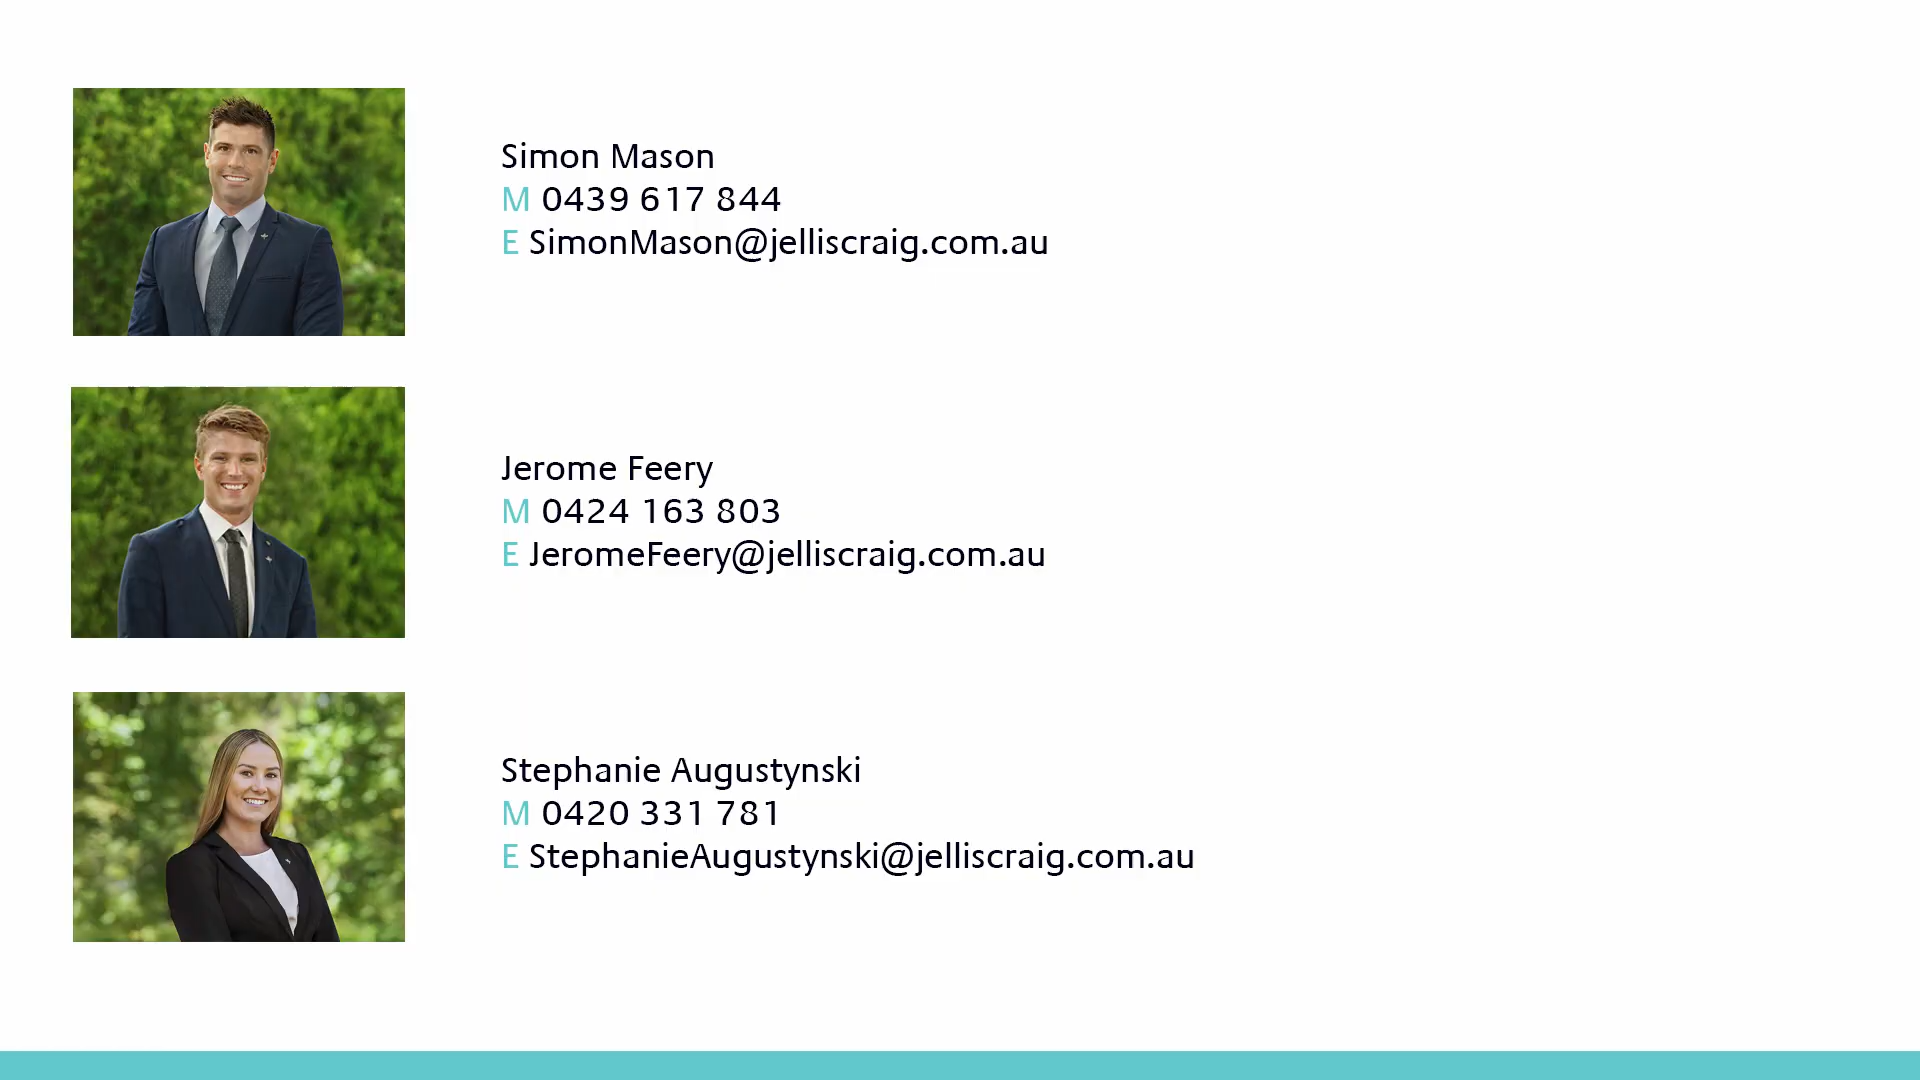 Simon Mason
M 0439 617 844
E SimonMason@jelliscraig.com.au
Jerome Feery
M 0424 163 803
E JeromeFeery@jelliscraig.com.au
Stephanie Augustynski
M 0420 331 781
E StephanieAugustynski@jelliscraig.com.au